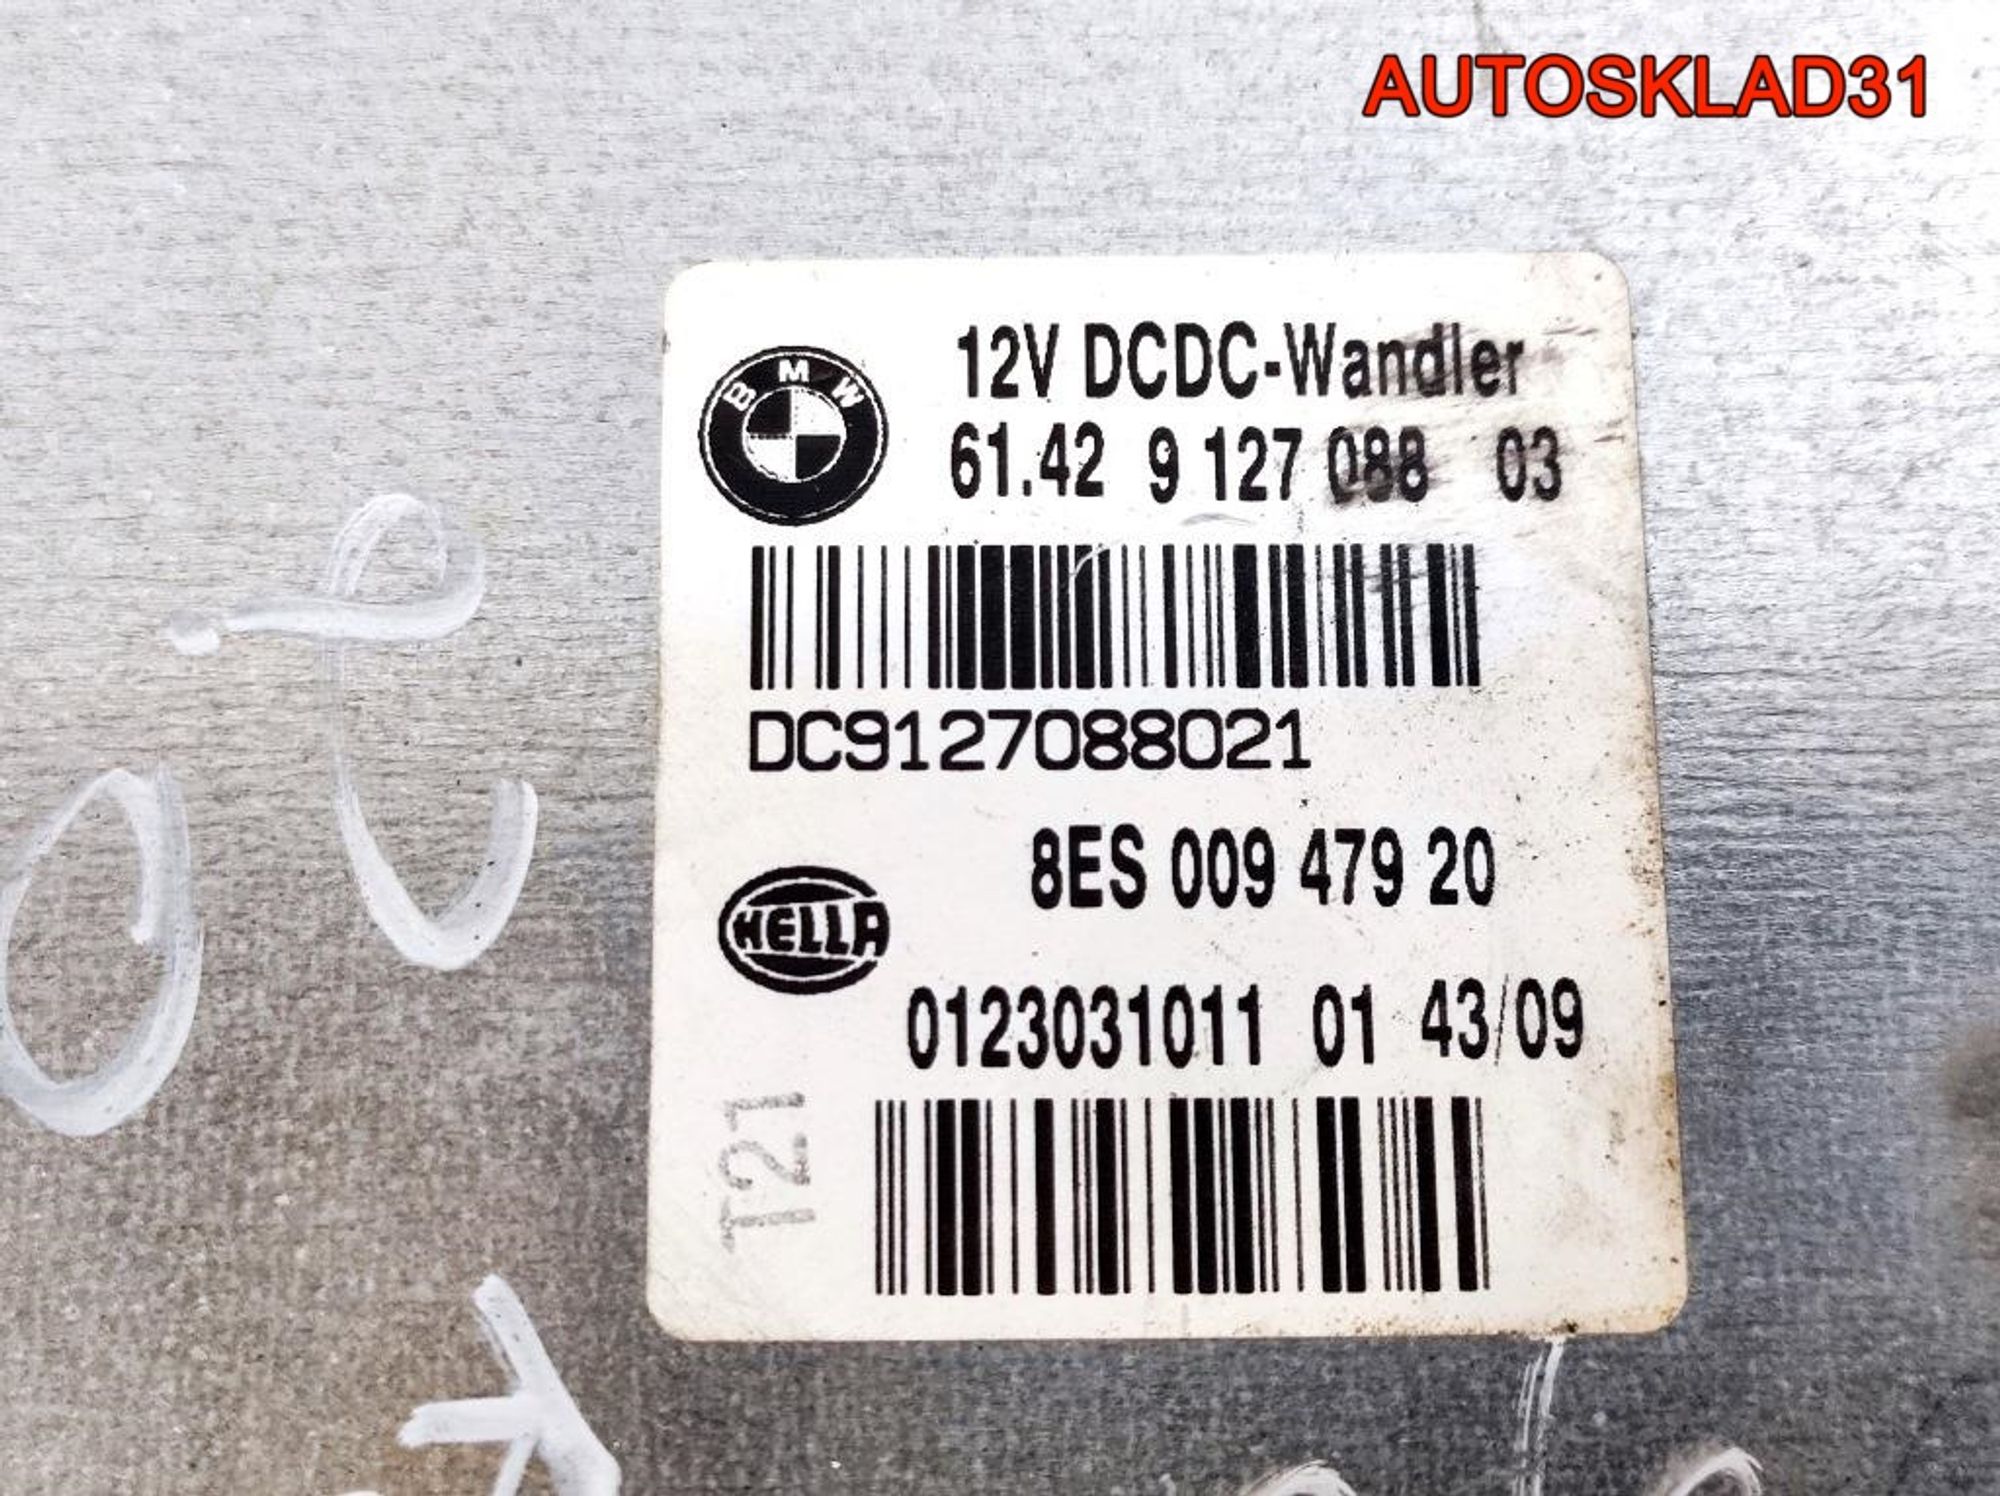 AUTOSKLAD31
BMW
12V DCDC-Wandler
61.42 9 127 088 03
DC9127088021
8ES 009 479 20
HELLA
0123031011 01 43/09
T21